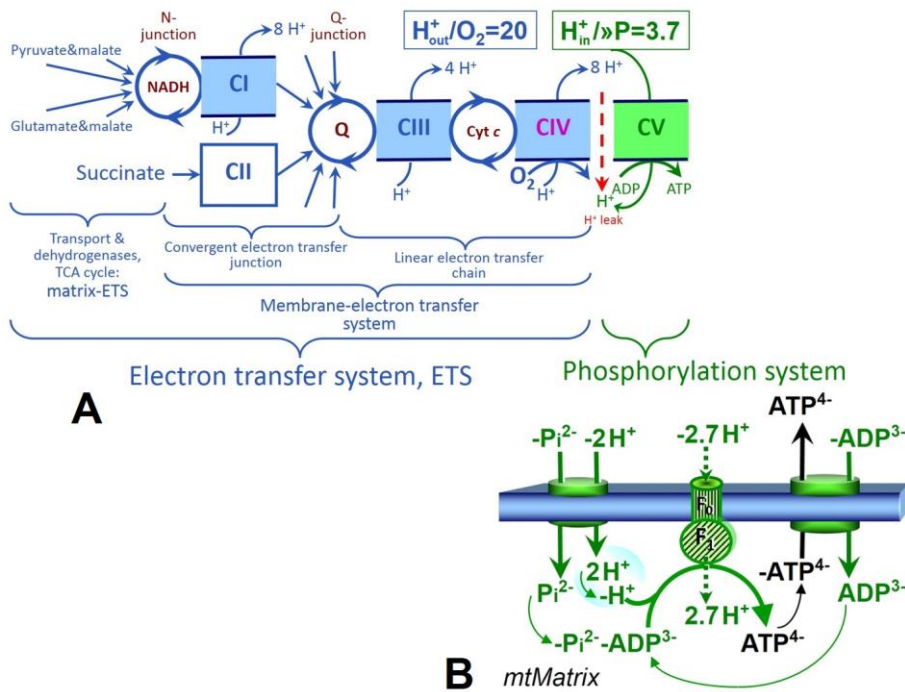 N-
junction
8 H⁺
Q-
junction
H⁺out/O₂=20
H⁺in/»P=3.7
Pyruvate&malate
NADH
CI
4 H⁺
8 H⁺
Glutamate&malate
H⁺
Q
CIII
Cyt c
CIV
CV
Succinate
CII
H⁺
O₂
H⁺
H⁺
ADP
ATP
H⁺ leak
Transport &
dehydrogenases,
TCA cycle:
matrix-ETS
Convergent electron transfer
junction
Linear electron transfer
chain
Membrane-electron transfer
system
Electron transfer system, ETS
Phosphorylation system
A
ATP⁴⁻
-Pi²⁻
-2H⁺
-2.7H⁺
-ADP³⁻
F₀
F₁
2H⁺
-H⁺
Pi²⁻
2.7H⁺
-ATP⁴⁻
ADP³⁻
-Pi²⁻-ADP³⁻
ATP⁴⁻
B
mtMatrix